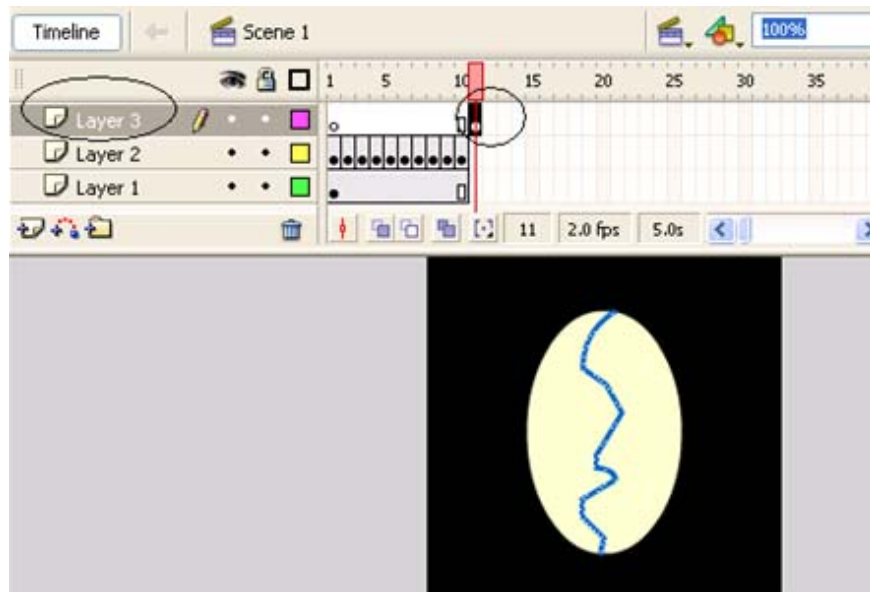 Timeline Scene 1 100%
1 5 10 15 20 25 30 35
Layer 3
Layer 2
Layer 1
11 2.0 fps 5.0s